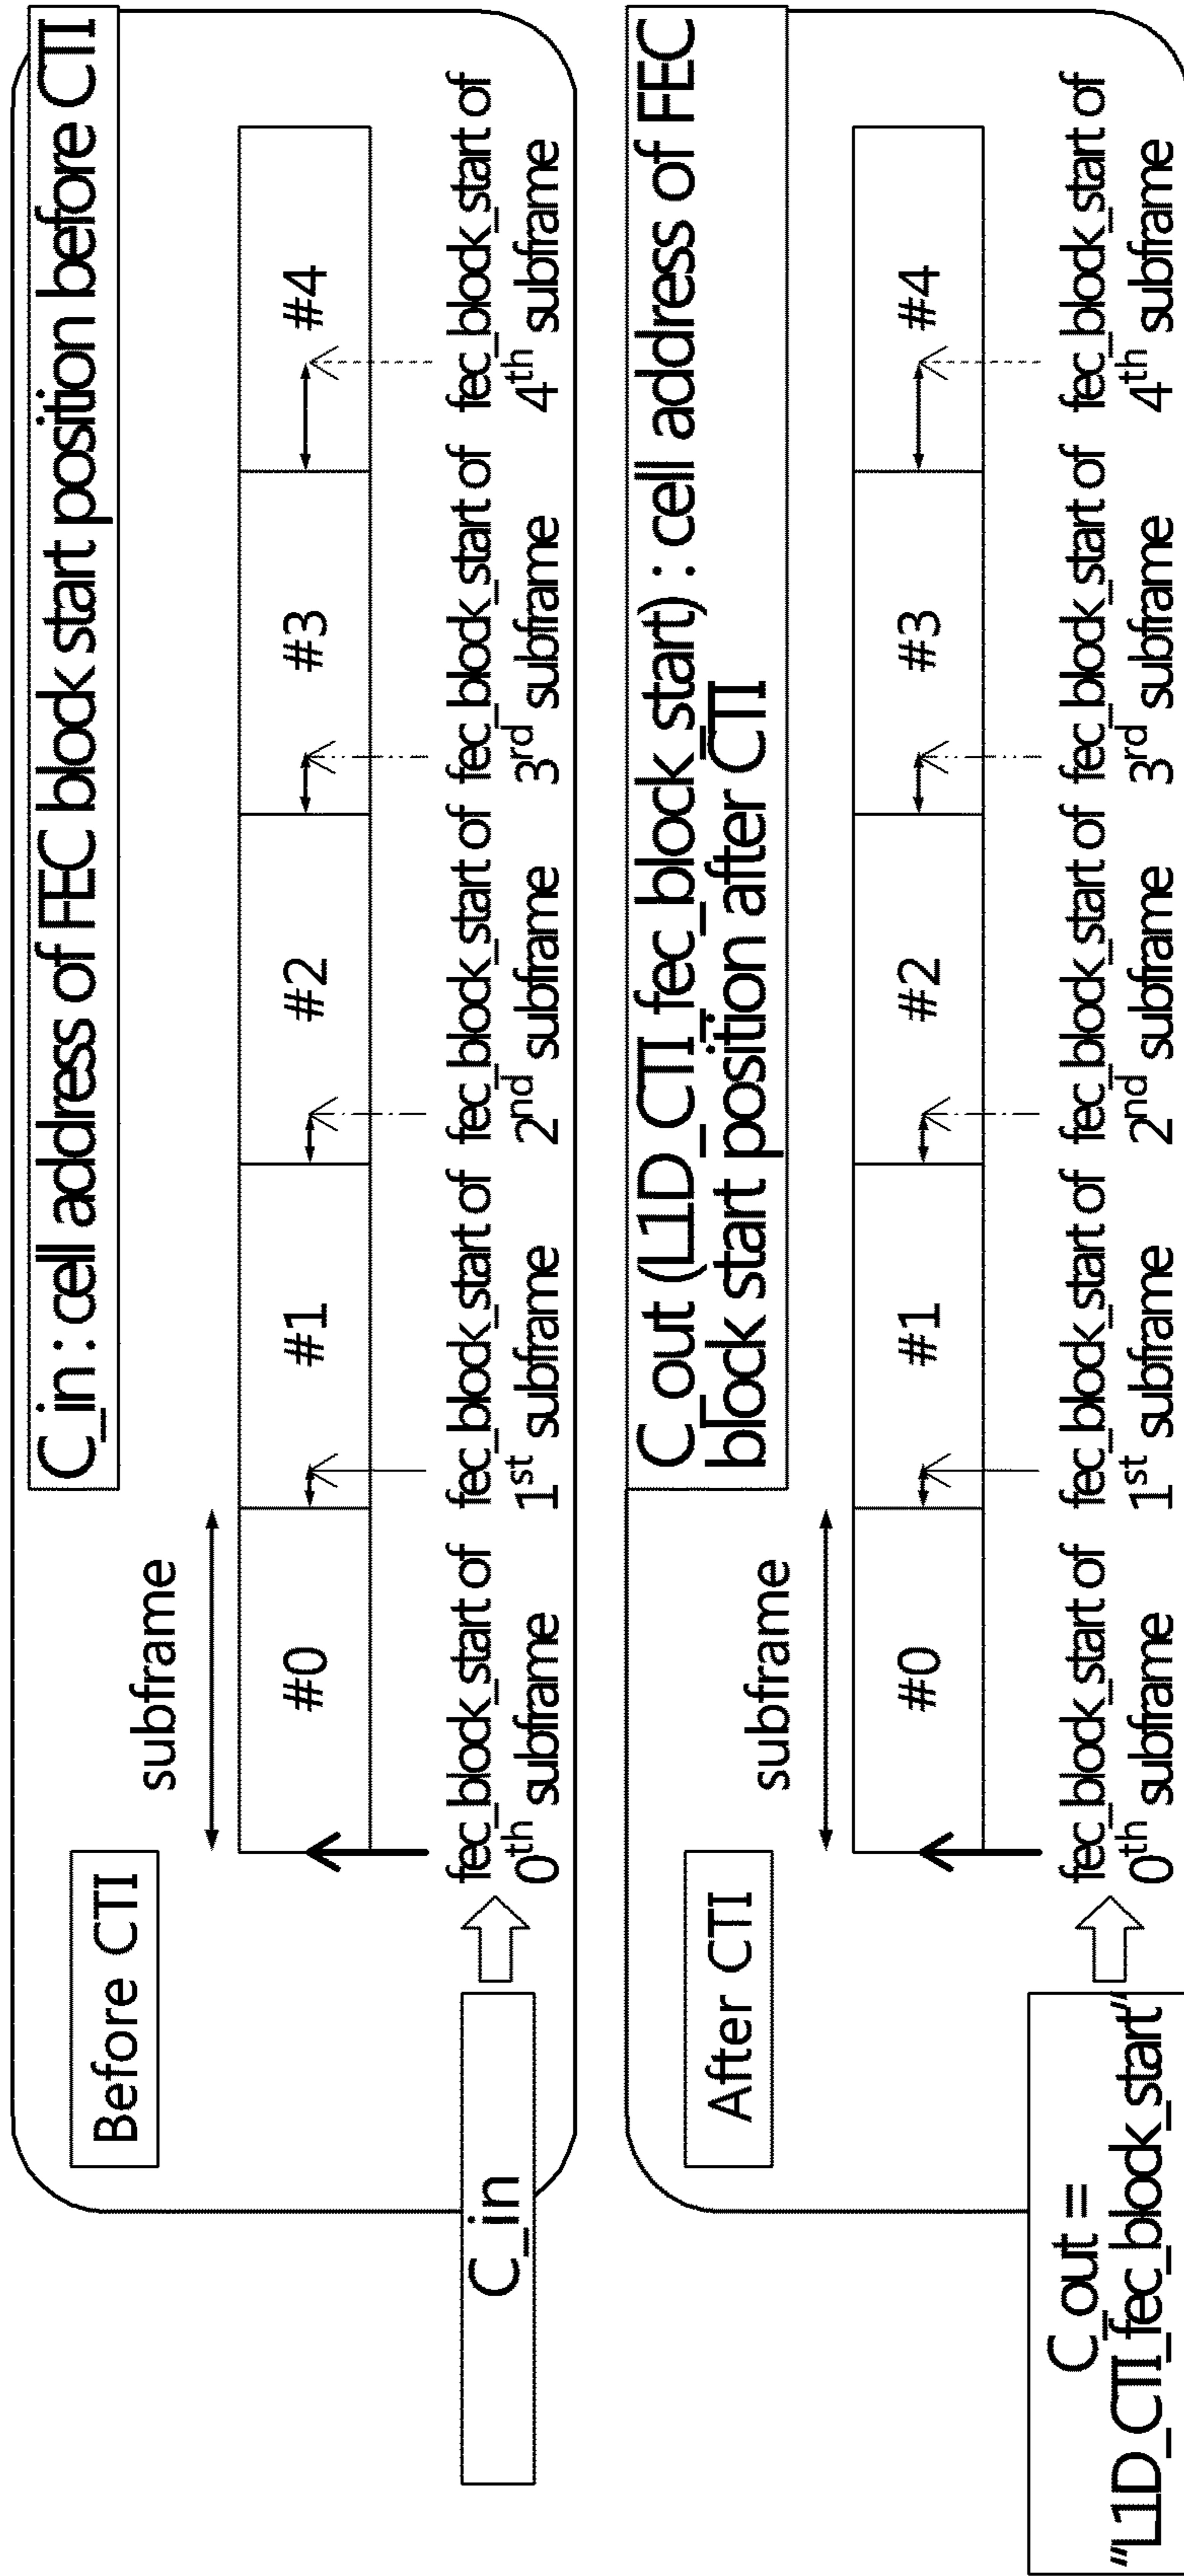 C_in : cell address of FEC block start position before CTI
Before CTI
subframe
#0
#1
#2
#3
#4
C_in
fec_block_start of
0th subframe
fec_block_start of
1st subframe
fec_block_start of
2nd subframe
fec_block_start of
3rd subframe
fec_block_start of
4th subframe
C_out (L1D_CTI_fec_block_start) : cell address of FEC
block start position after CTI
After CTI
subframe
#0
#1
#2
#3
#4
C_out =
“L1D_CTI_fec_block_start”
fec_block_start of
0th subframe
fec_block_start of
1st subframe
fec_block_start of
2nd subframe
fec_block_start of
3rd subframe
fec_block_start of
4th subframe